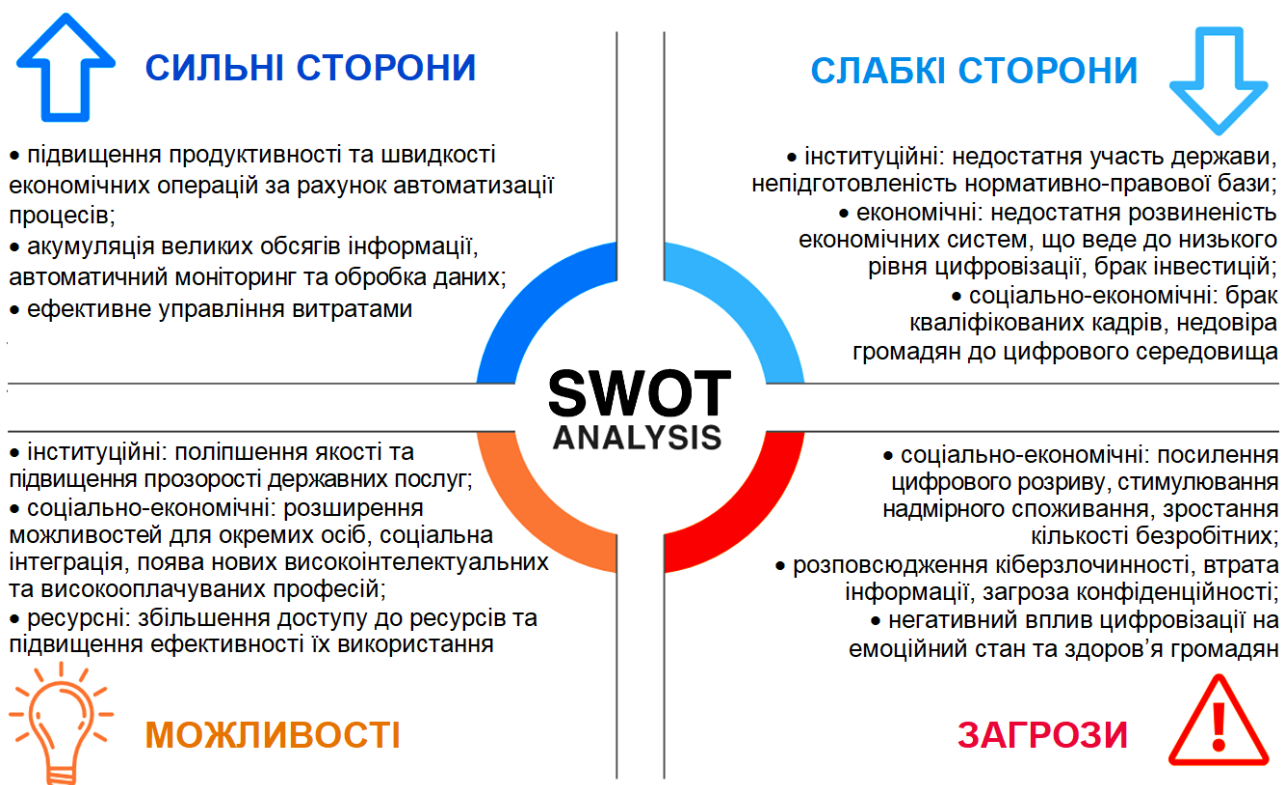 СИЛЬНІ СТОРОНИ
• підвищення продуктивності та швидкості
економічних операцій за рахунок автоматизації
процесів;
• акумуляція великих обсягів інформації,
автоматичний моніторинг та обробка даних;
• ефективне управління витратами
СЛАБКІ СТОРОНИ
• інституційні: недостатня участь держави,
непідготовленість нормативно-правової бази;
• економічні: недостатня розвиненість
економічних систем, що веде до низького
рівня цифровізації, брак інвестицій;
• соціально-економічні: брак
кваліфікованих кадрів, недовіра
громадян до цифрового середовища
SWOT
ANALYSIS
• інституційні: поліпшення якості та
підвищення прозорості державних послуг;
• соціально-економічні: розширення
можливостей для окремих осіб, соціальна
інтеграція, поява нових високоінтелектуальних
та високооплачуваних професій;
• ресурсні: збільшення доступу до ресурсів та
підвищення ефективності їх використання
МОЖЛИВОСТІ
• соціально-економічні: посилення
цифрового розриву, стимулювання
надмірного споживання, зростання
кількості безробітних;
• розповсюдження кіберзлочинності, втрата
інформації, загроза конфіденційності;
• негативний вплив цифровізації на
емоційний стан та здоров’я громадян
ЗАГРОЗИ